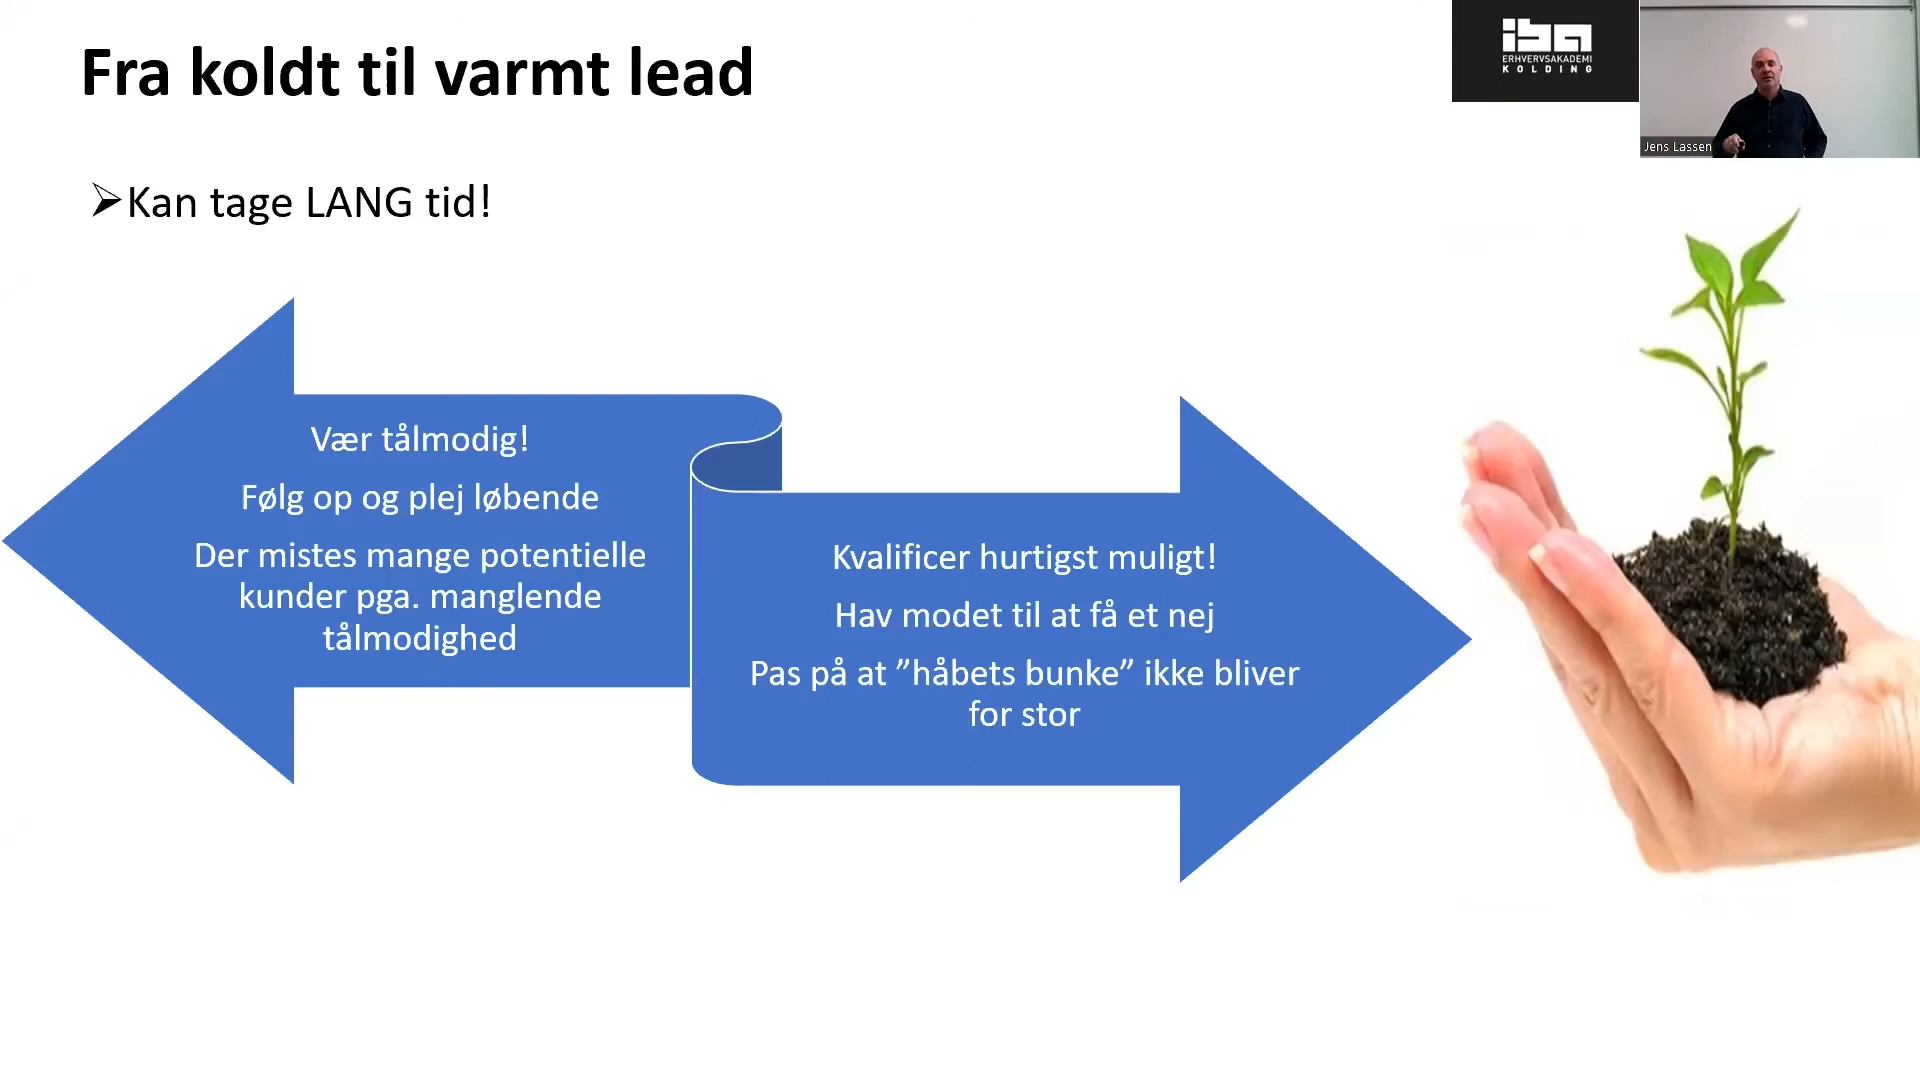 Fra koldt til varmt lead
iba
ERHVERVSAKADEMI
KOLDING
Jens Lassen
➢Kan tage LANG tid!
Vær tålmodig!
Følg op og plej løbende
Der mistes mange potentielle
kunder pga. manglende
tålmodighed
Kvalificer hurtigst muligt!
Hav modet til at få et nej
Pas på at ”håbets bunke” ikke bliver
for stor